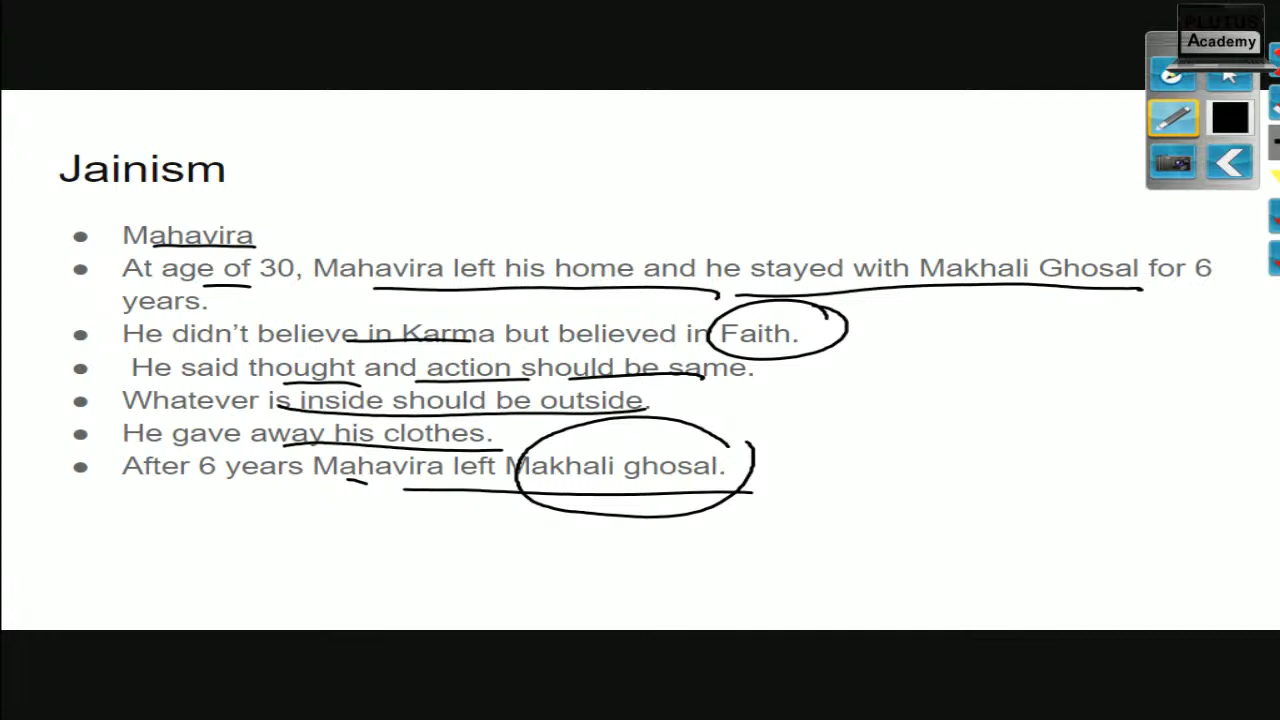 PLUTUS
Academy
Jainism
● Mahavira
● At age of 30, Mahavira left his home and he stayed with Makhali Ghosal for 6
years.
● He didn't believe in Karma but believed in Faith.
● He said thought and action should be same.
● Whatever is inside should be outside.
● He gave away his clothes.
● After 6 years Mahavira left Makhali ghosal.